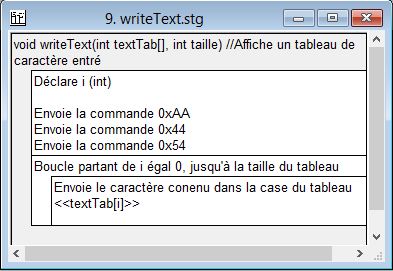 9. writeText.stg
void writeText(int textTab[], int taille) //Affiche un tableau de
caractère entré
Déclare i (int)
Envoie la commande 0xAA
Envoie la commande 0x44
Envoie la commande 0x54
Boucle partant de i égal 0, jusqu'à la taille du tableau
Envoie le caractère conenu dans la case du tableau
<<textTab[i]>>